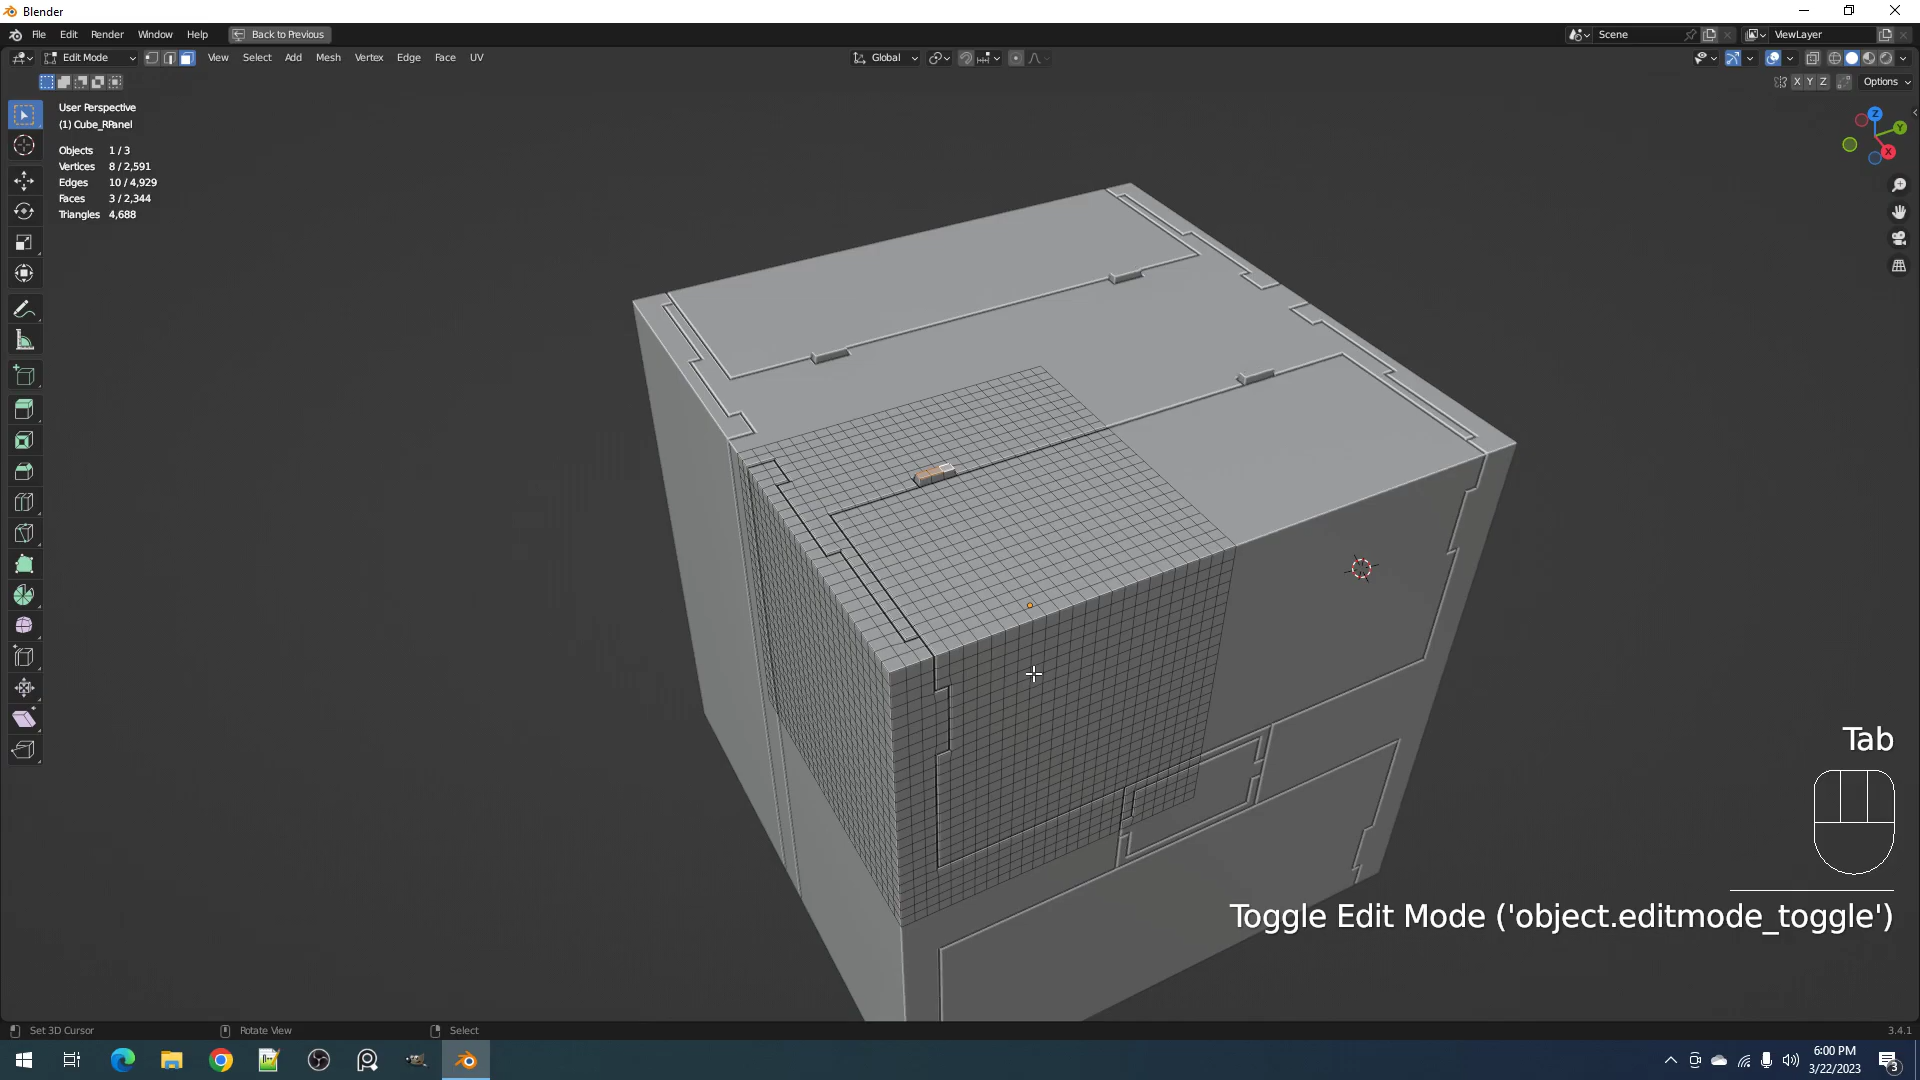 Blender
File Edit Render Window Help Back to Previous Scene ViewLayer
Edit Mode View Select Add Mesh Vertex Edge Face UV Global
X Y Z Options
User Perspective
(1) Cube_RPanel
Objects 1 / 3
Vertices 8 / 2,591
Edges 10 / 4,929
Faces 3 / 2,344
Triangles 4,688
Z
Y
X
Tab
Toggle Edit Mode ('object.editmode_toggle')
Set 3D Cursor Rotate View Select 3.4.1
6:00 PM
3/22/2023
3